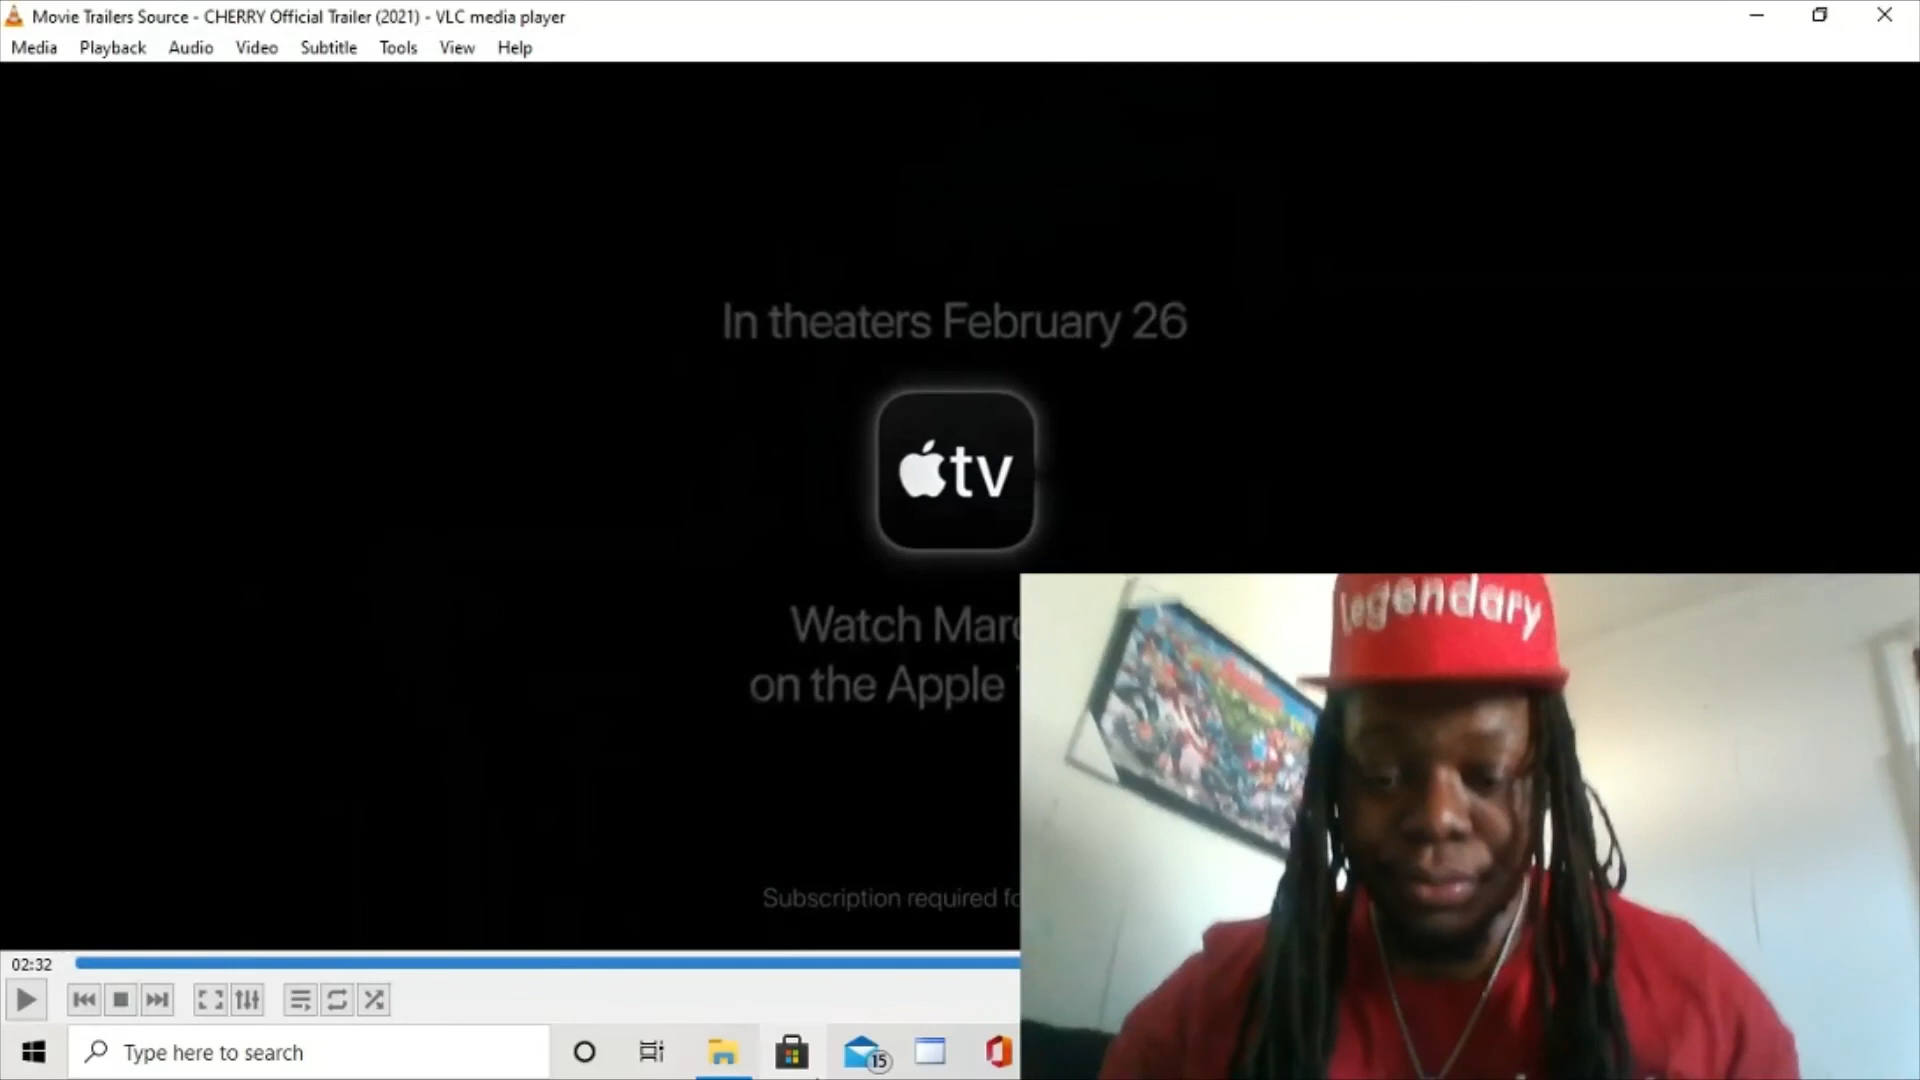 Movie Trailers Source - CHERRY Official Trailer (2021) - VLC media player
Media Playback Audio Video Subtitle Tools View Help
In theaters February 26
tv
Watch
on the Apple
Subscription required
legendary
02:32
Type here to search
15